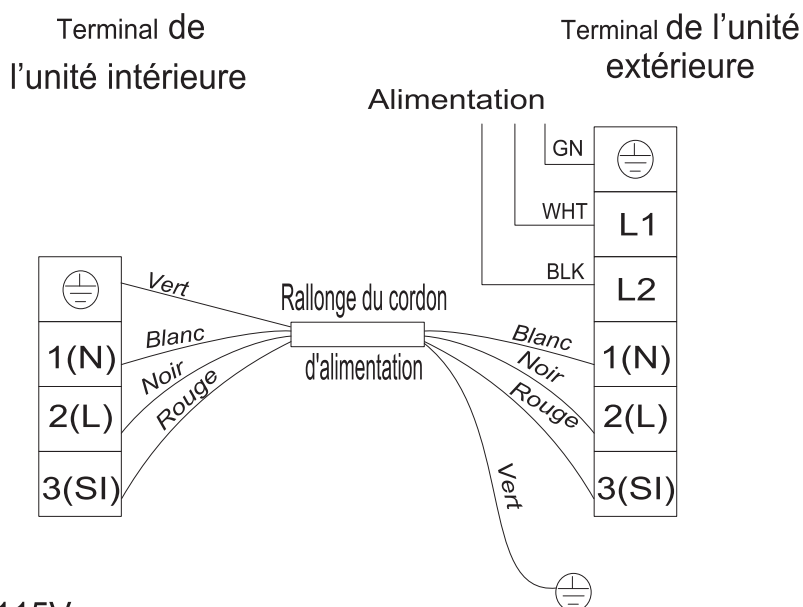 Terminal de
l'unité intérieure
Terminal de l'unité
extérieure
Alimentation
GN
WHT
L1
BLK
L2
Vert
Rallonge du cordon
d'alimentation
Blanc
1(N)
Noir
2(L)
Rouge
3(SI)
Blanc
1(N)
Noir
2(L)
Rouge
3(SI)
Vert